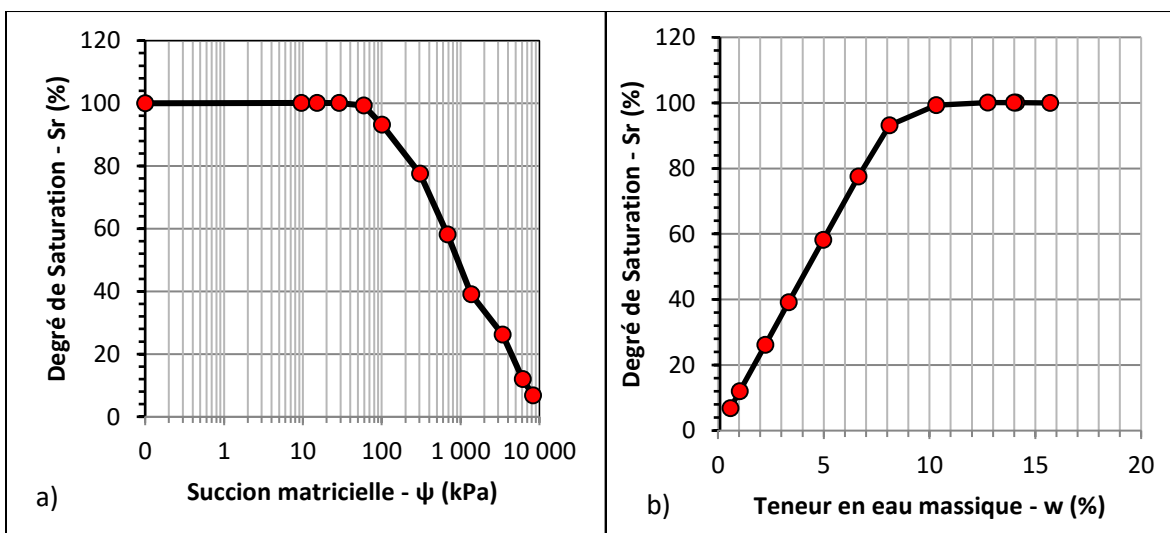 120
100
80
60
40
20
0
Degré de Saturation - Sr (%)
0 1 10 100 1 000 10 000
Succion matricielle - ψ (kPa)
a)
120
100
80
60
40
20
0
Degré de Saturation - Sr (%)
0 5 10 15 20
Teneur en eau massique - w (%)
b)